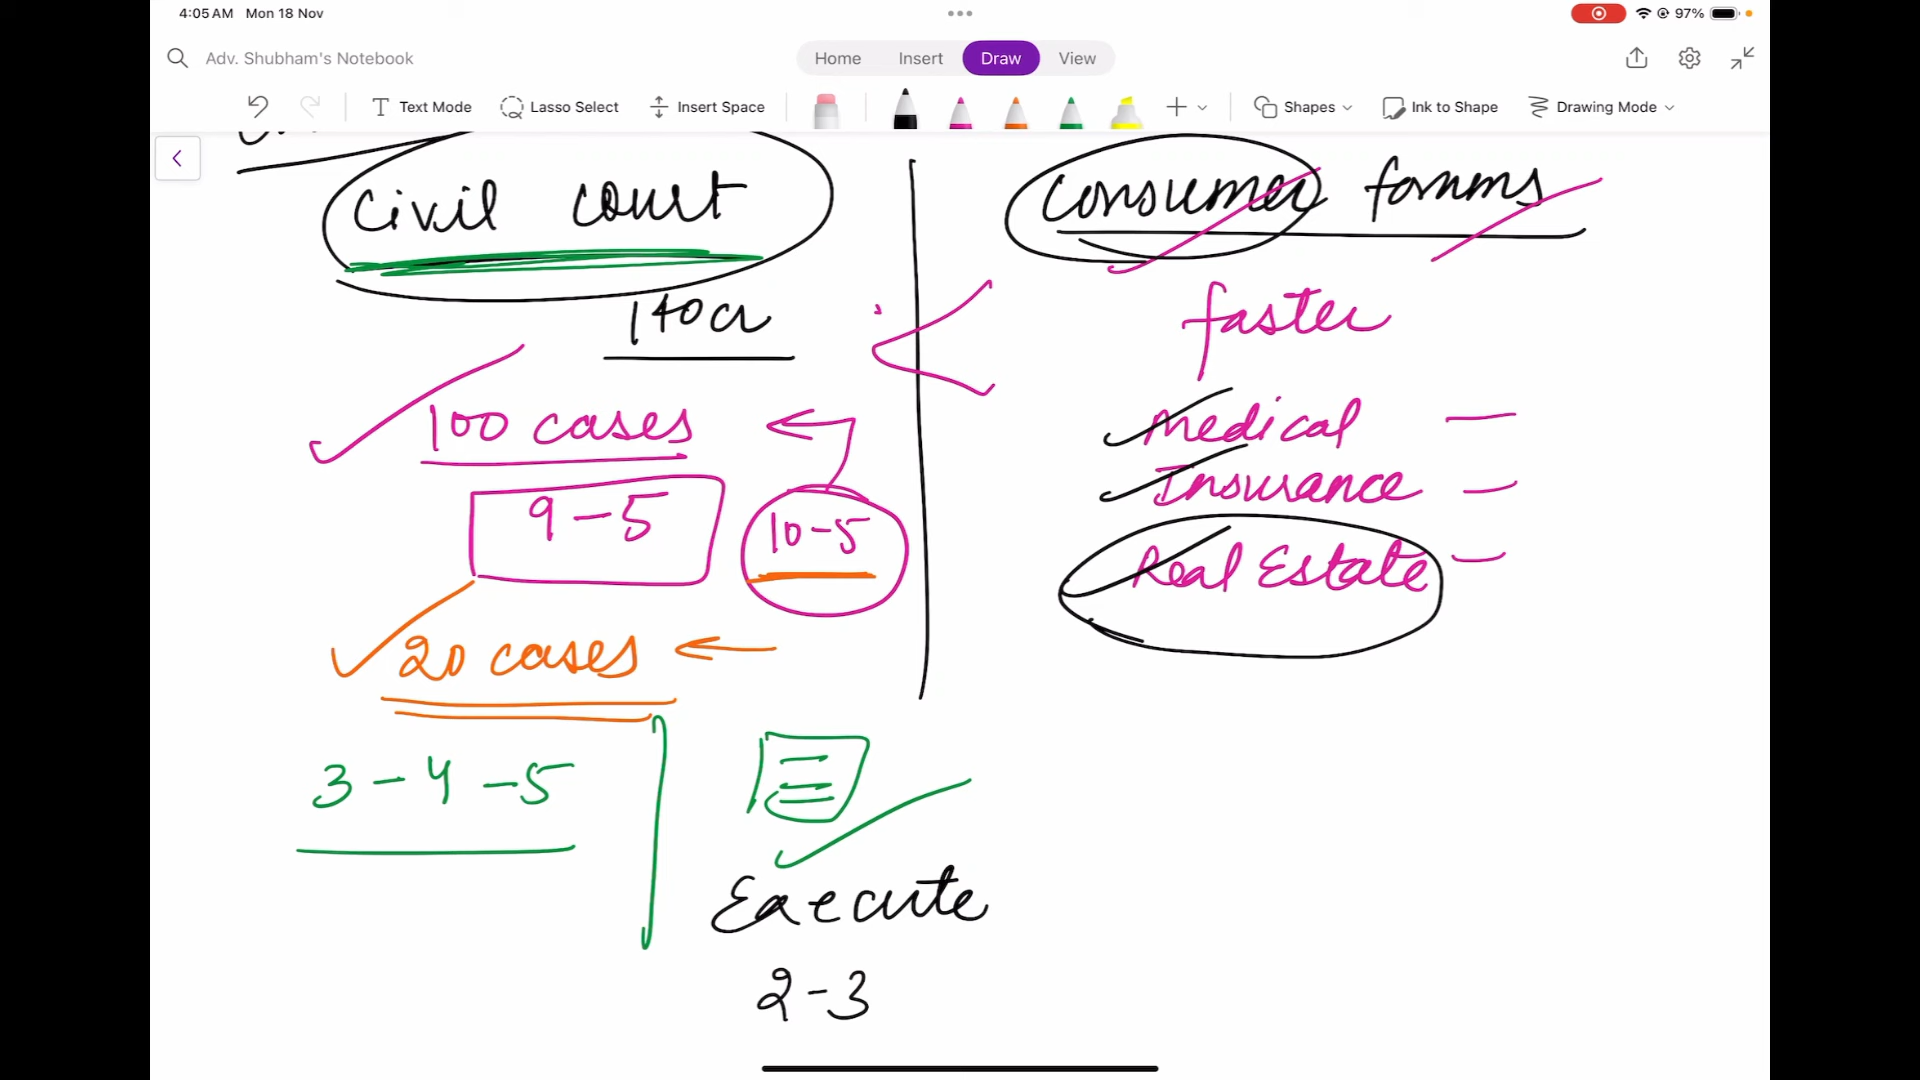 4:05 AM Mon 18 Nov
97%
Adv. Shubham's Notebook
Home Insert Draw View
Text Mode Lasso Select Insert Space Shapes Ink to Shape Drawing Mode
Civil court
140cr
100 cases
9-5
10-5
20 cases
3-4-5
Execute
2-3
Consumer forums
faster
Medical -
Insurance -
Real Estate -